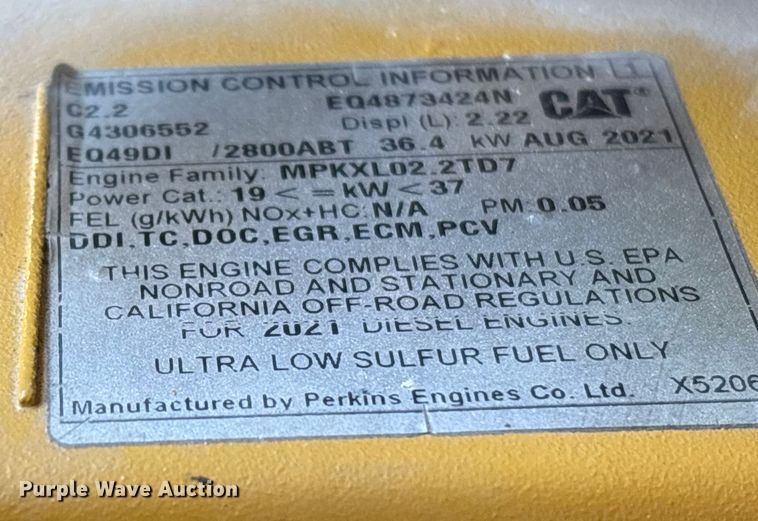 EMISSION CONTROL INFORMATION L1
C2.2 EQ4873424N CAT®
G4306552 Displ (L): 2.22
EQ49DI /2800ABT 36.4 kW AUG 2021
Engine Family: MPKXL02.2TD7
Power Cat.: 19 < = kW < 37
FEL (g/kWh) NOx+HC: N/A PM: 0.05
DDI,TC,DOC,EGR,ECM,PCV
THIS ENGINE COMPLIES WITH U.S. EPA
NONROAD AND STATIONARY AND
CALIFORNIA OFF-ROAD REGULATIONS
FOR 2021 DIESEL ENGINES.
ULTRA LOW SULFUR FUEL ONLY
Manufactured by Perkins Engines Co. Ltd. X5206
Purple Wave Auction